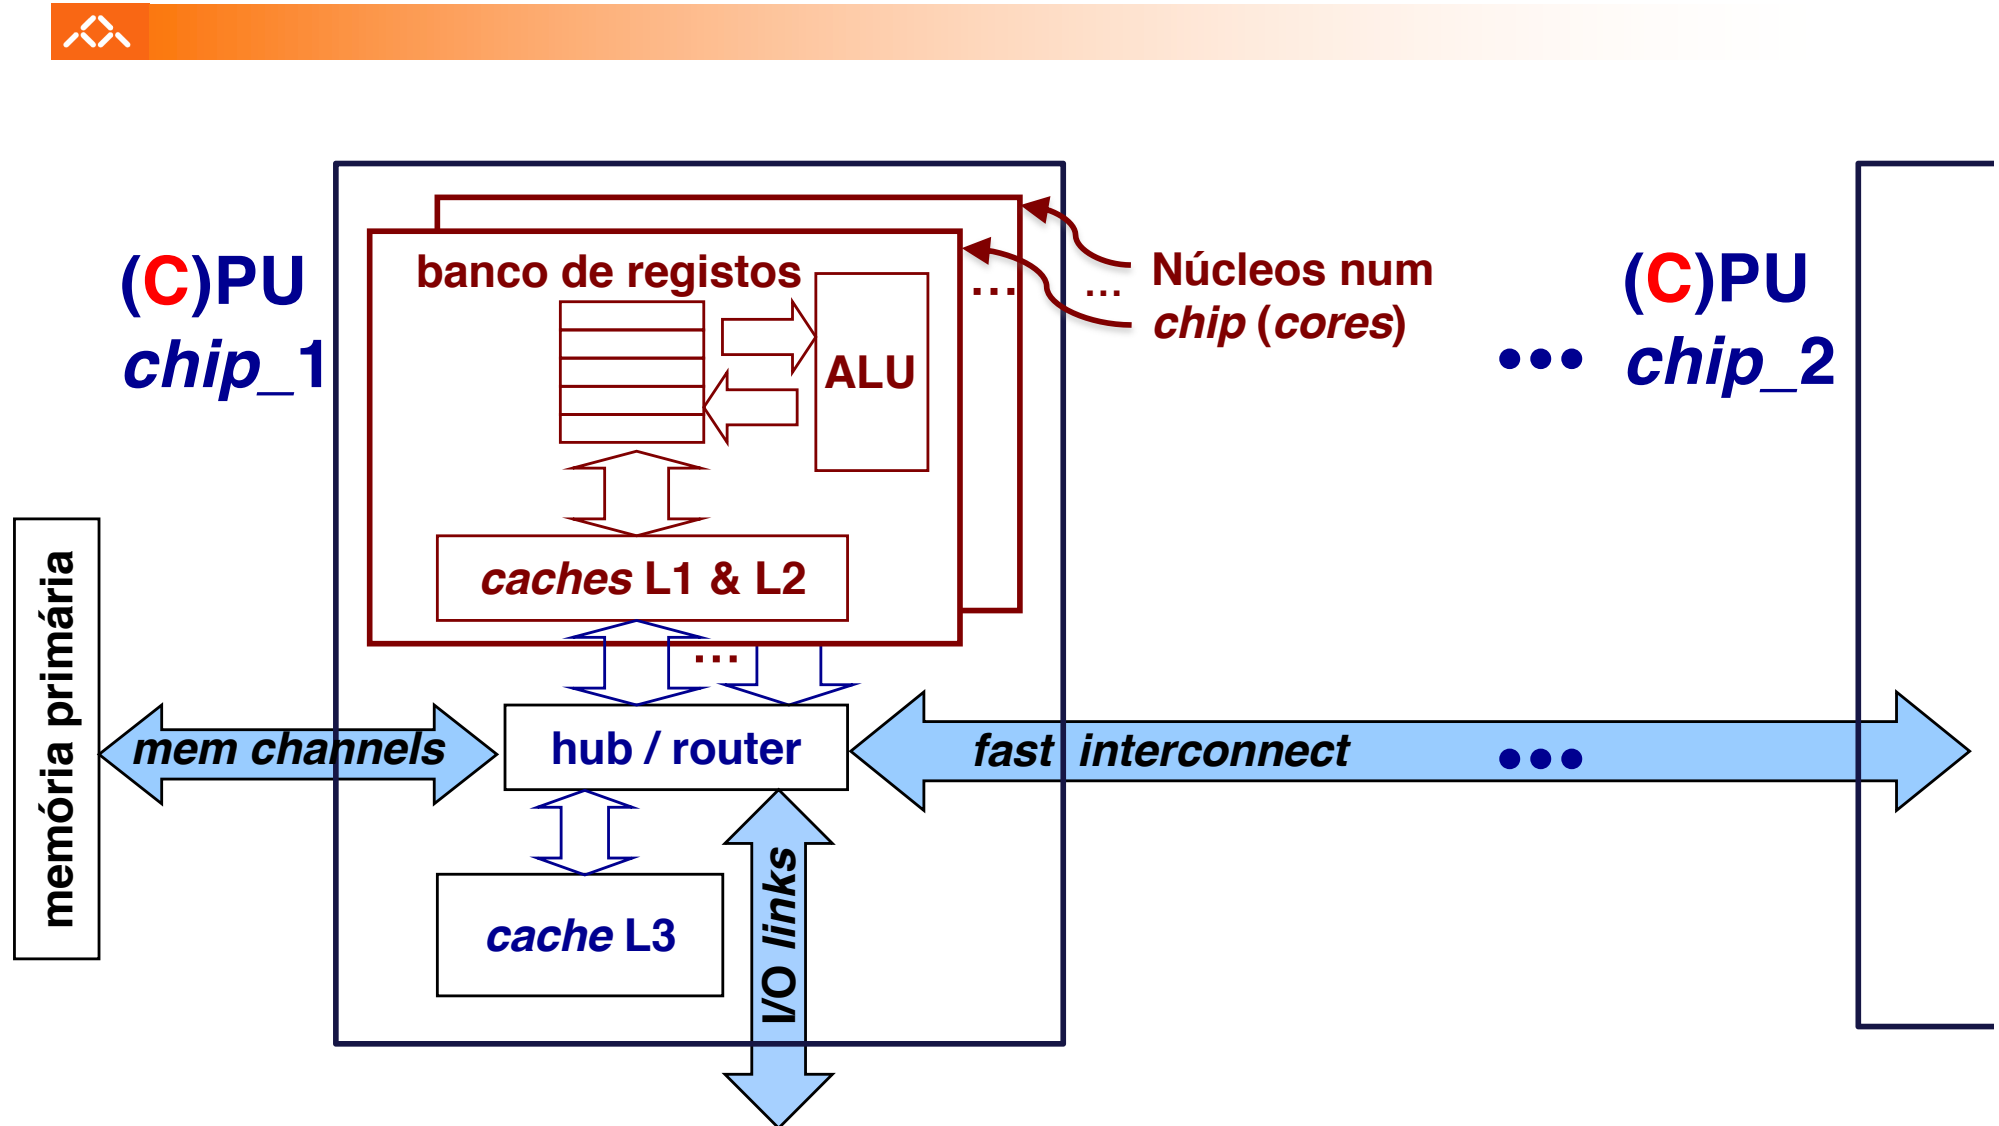 (C)PU
chip_1
banco de registos
ALU
...
...
Núcleos num
chip (cores)
•••
(C)PU
chip_2
caches L1 & L2
...
memória primária
mem channels
hub / router
fast interconnect
•••
cache L3
I/O links